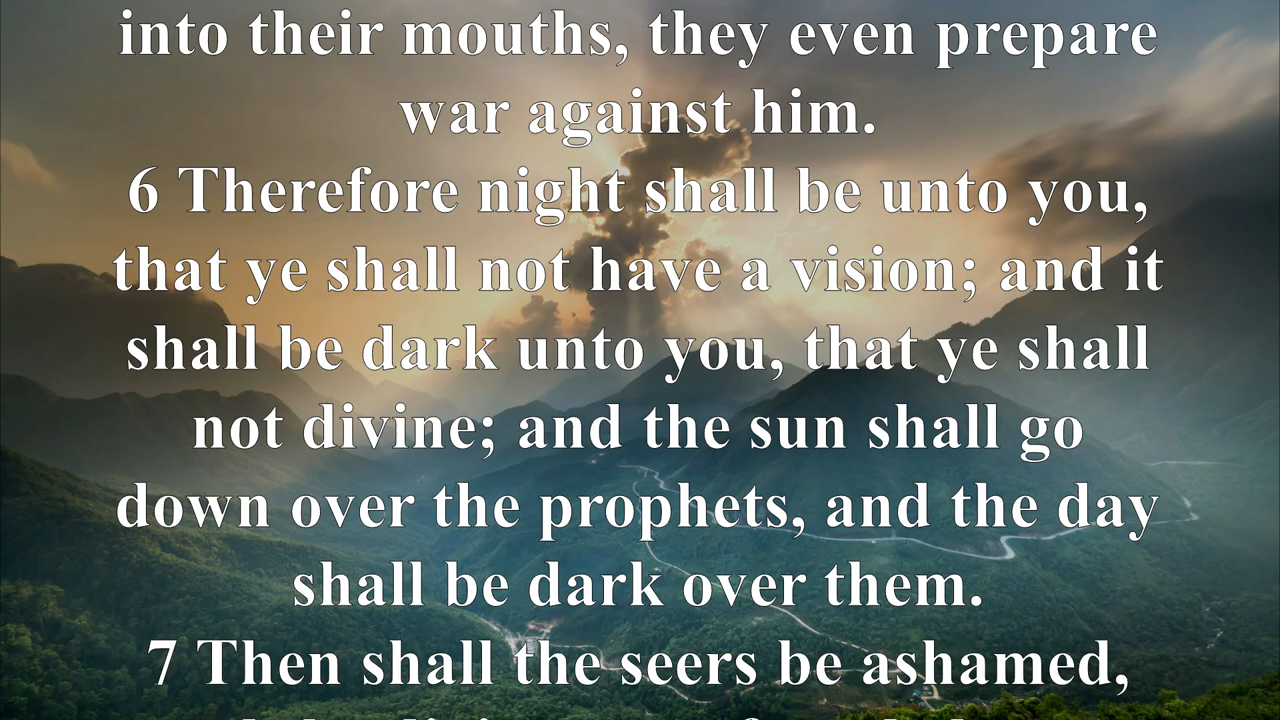 into their mouths, they even prepare
war against him.
6 Therefore night shall be unto you,
that ye shall not have a vision; and it
shall be dark unto you, that ye shall
not divine; and the sun shall go
down over the prophets, and the day
shall be dark over them.
7 Then shall the seers be ashamed,